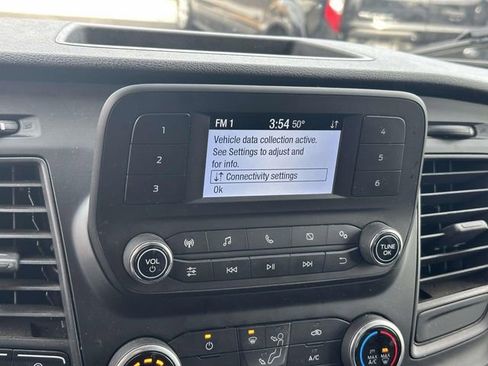 FM 1 3:54 50°
Vehicle data collection active.
See Settings to adjust and
for info.
Connectivity settings
Ok
1
2
3
4
5
6
VOL
TUNE
OK
A/C
MAX
A/C